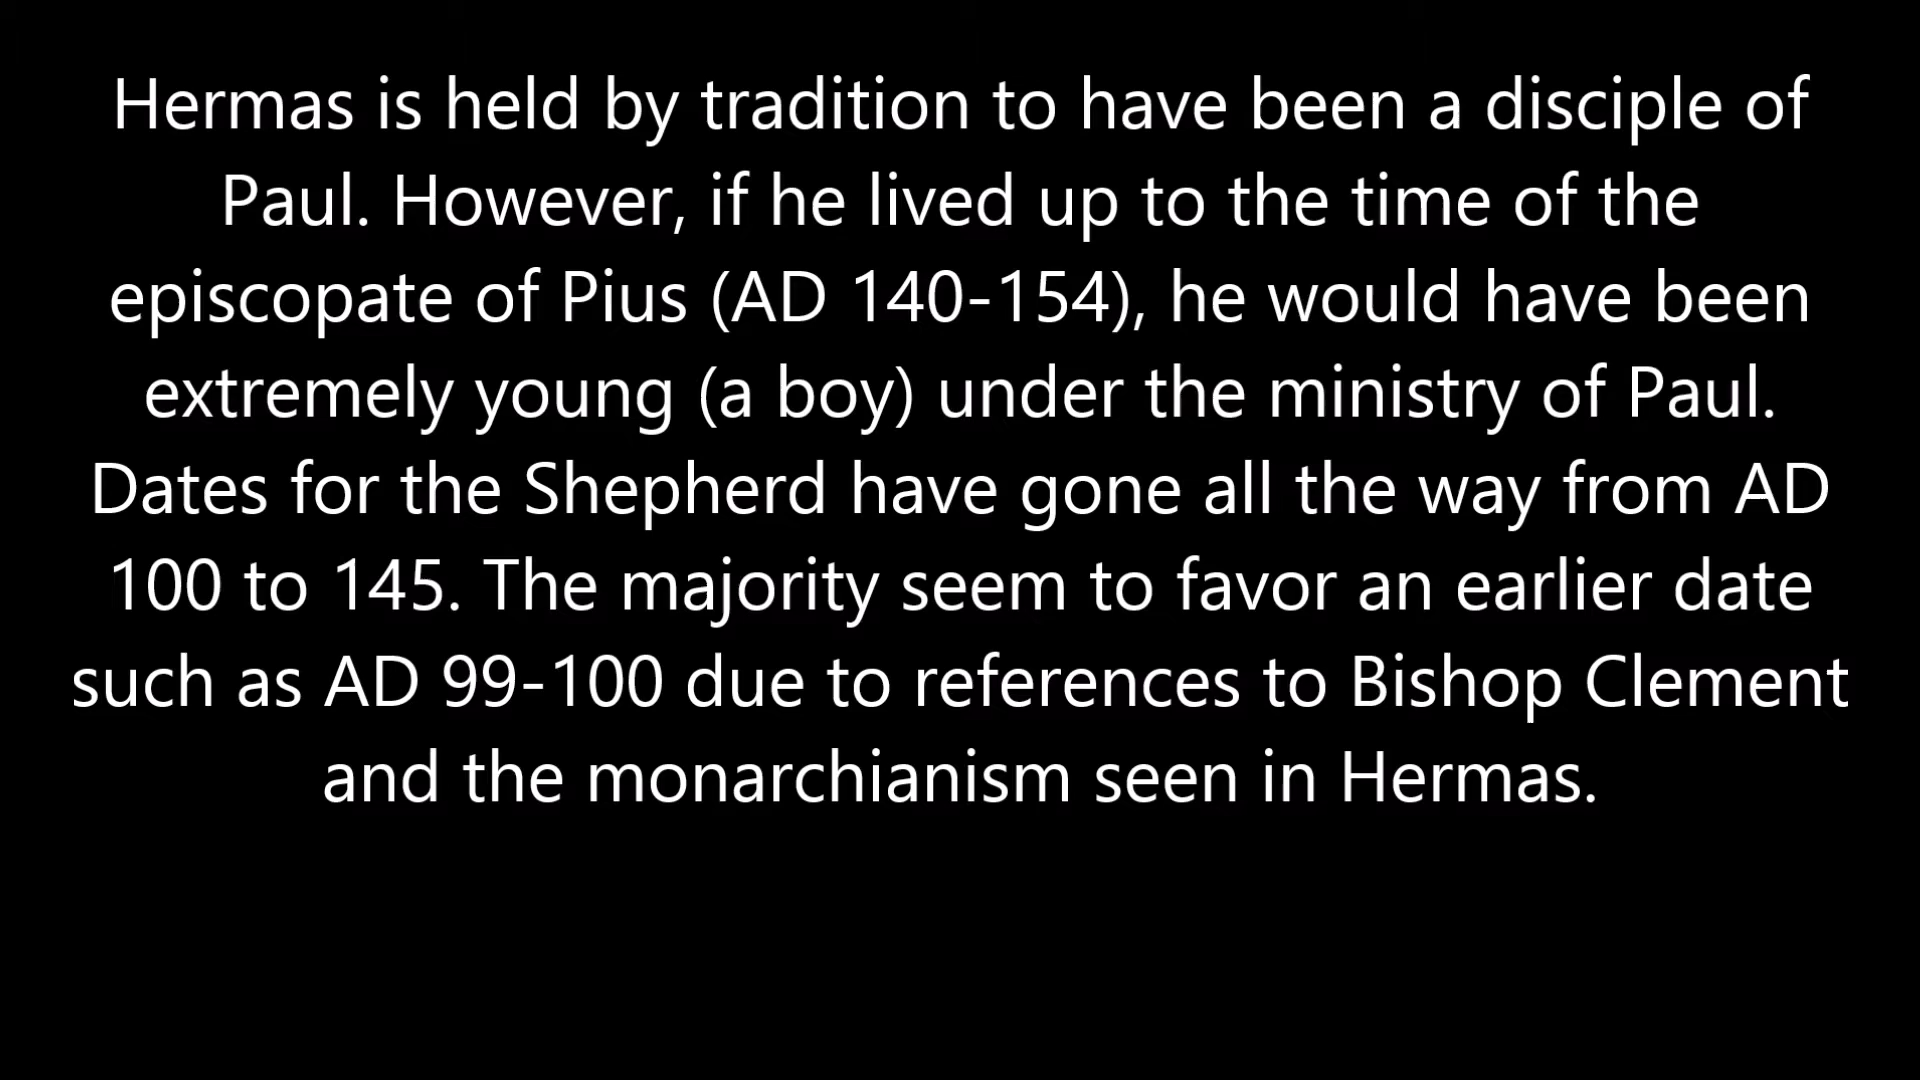 Hermas is held by tradition to have been a disciple of
Paul. However, if he lived up to the time of the
episcopate of Pius (AD 140-154), he would have been
extremely young (a boy) under the ministry of Paul.
Dates for the Shepherd have gone all the way from AD
100 to 145. The majority seem to favor an earlier date
such as AD 99-100 due to references to Bishop Clement
and the monarchianism seen in Hermas.